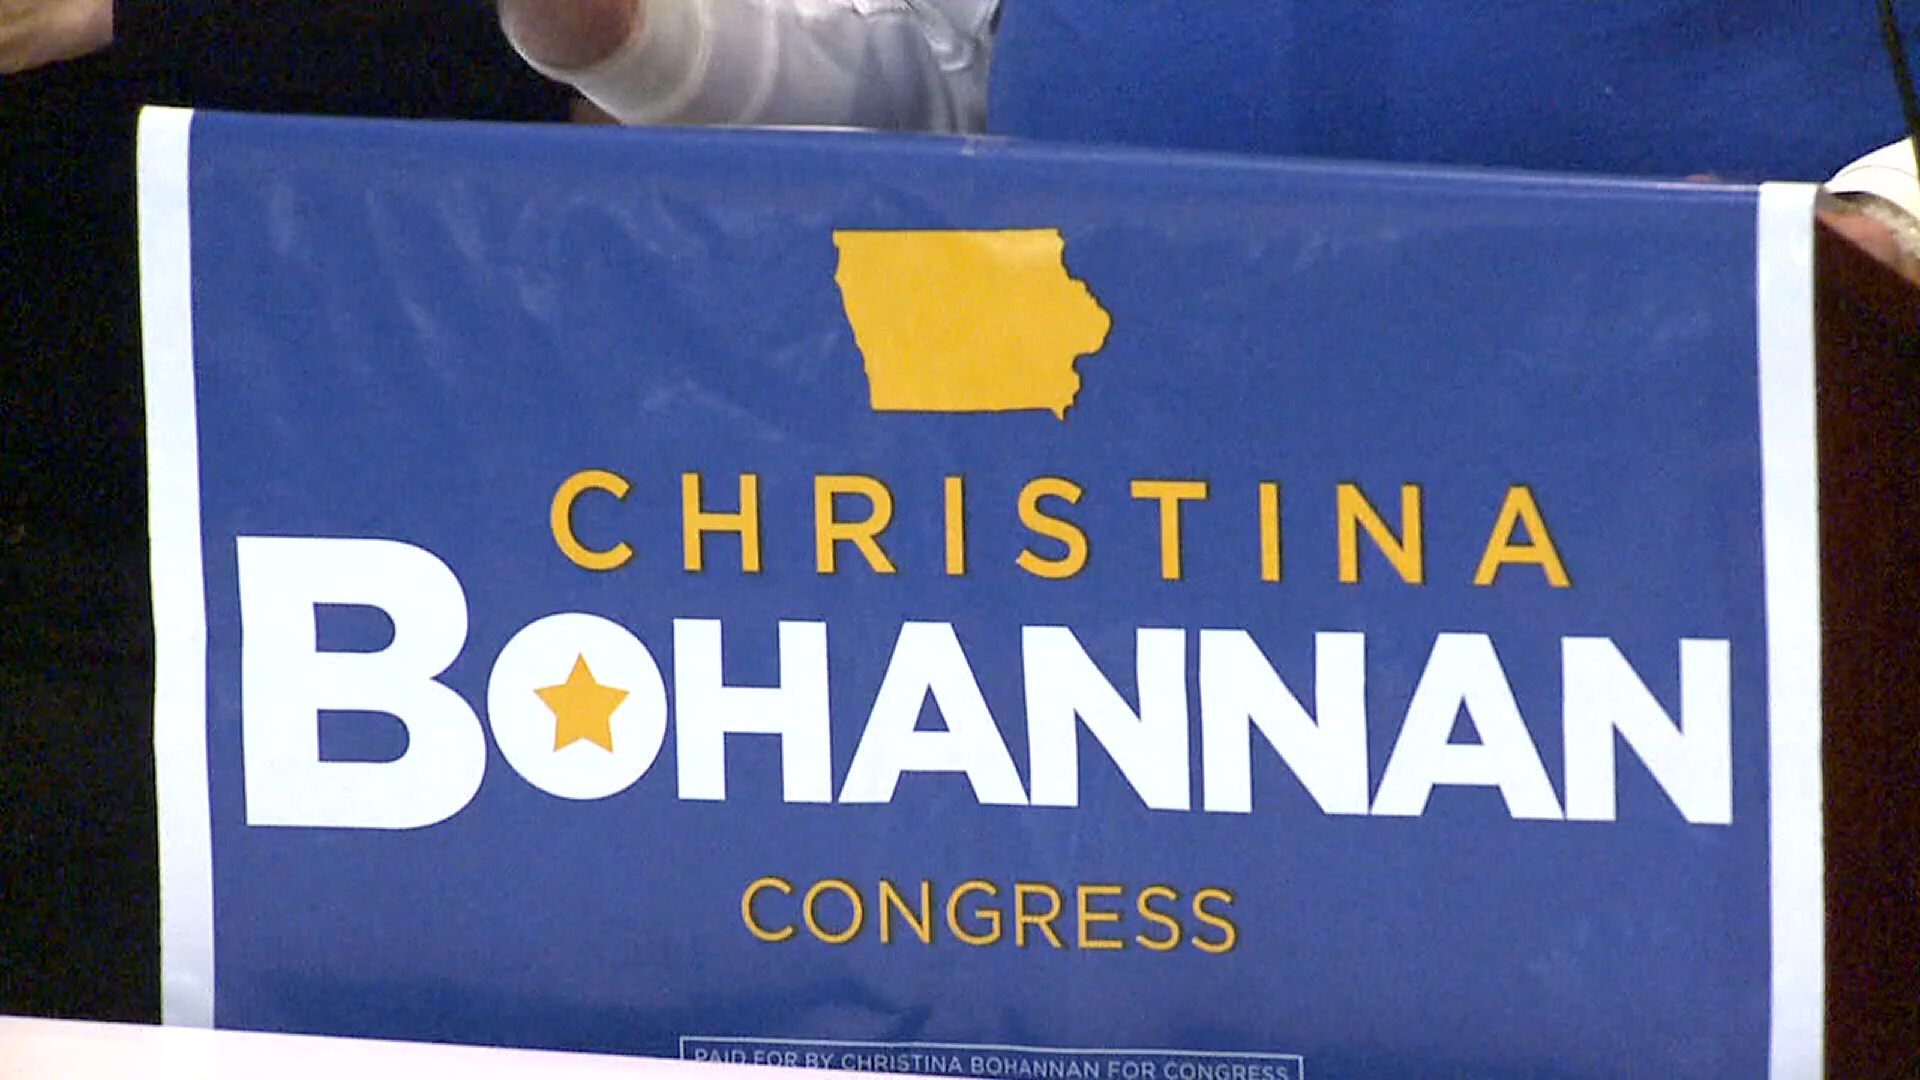 CHRISTINA
BOHANNAN
CONGRESS
PAID FOR BY CHRISTINA BOHANNAN FOR CONGRESS